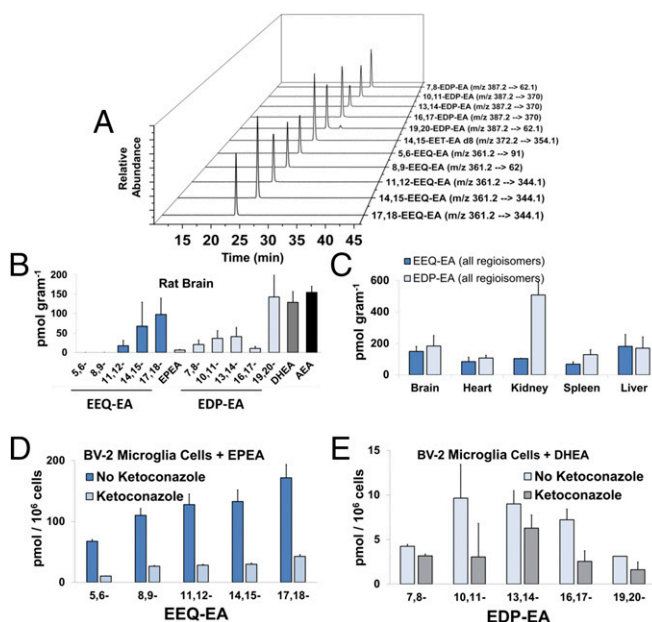 A
Relative
Abundance
7,8-EDP-EA (m/z 387.2 --> 62.1)
10,11-EDP-EA (m/z 387.2 --> 370)
13,14-EDP-EA (m/z 387.2 --> 370)
16,17-EDP-EA (m/z 387.2 --> 370)
19,20-EDP-EA (m/z 387.2 --> 62.1)
14,15-EET-EA d8 (m/z 372.2 --> 354.1)
5,6-EEQ-EA (m/z 361.2 --> 91)
8,9-EEQ-EA (m/z 361.2 --> 62)
11,12-EEQ-EA (m/z 361.2 --> 344.1)
14,15-EEQ-EA (m/z 361.2 --> 344.1)
17,18-EEQ-EA (m/z 361.2 --> 344.1)
15 20 25 30 35 40 45
Time (min)
B
Rat Brain
pmol gram-1
200
150
100
50
0
5,6- 8,9- 11,12- 14,15- 17,18- EPEA 7,8- 10,11- 13,14- 16,17- 19,20- DHEA AEA
EEQ-EA EDP-EA
C
EEQ-EA (all regioisomers)
EDP-EA (all regioisomers)
pmol gram-1
600
400
200
0
Brain Heart Kidney Spleen Liver
D
BV-2 Microglia Cells + EPEA
No Ketoconazole
Ketoconazole
pmol / 10^6 cells
200
100
0
5,6- 8,9- 11,12- 14,15- 17,18-
EEQ-EA
E
BV-2 Microglia Cells + DHEA
No Ketoconazole
Ketoconazole
pmol / 10^6 cells
15
10
5
0
7,8- 10,11- 13,14- 16,17- 19,20-
EDP-EA